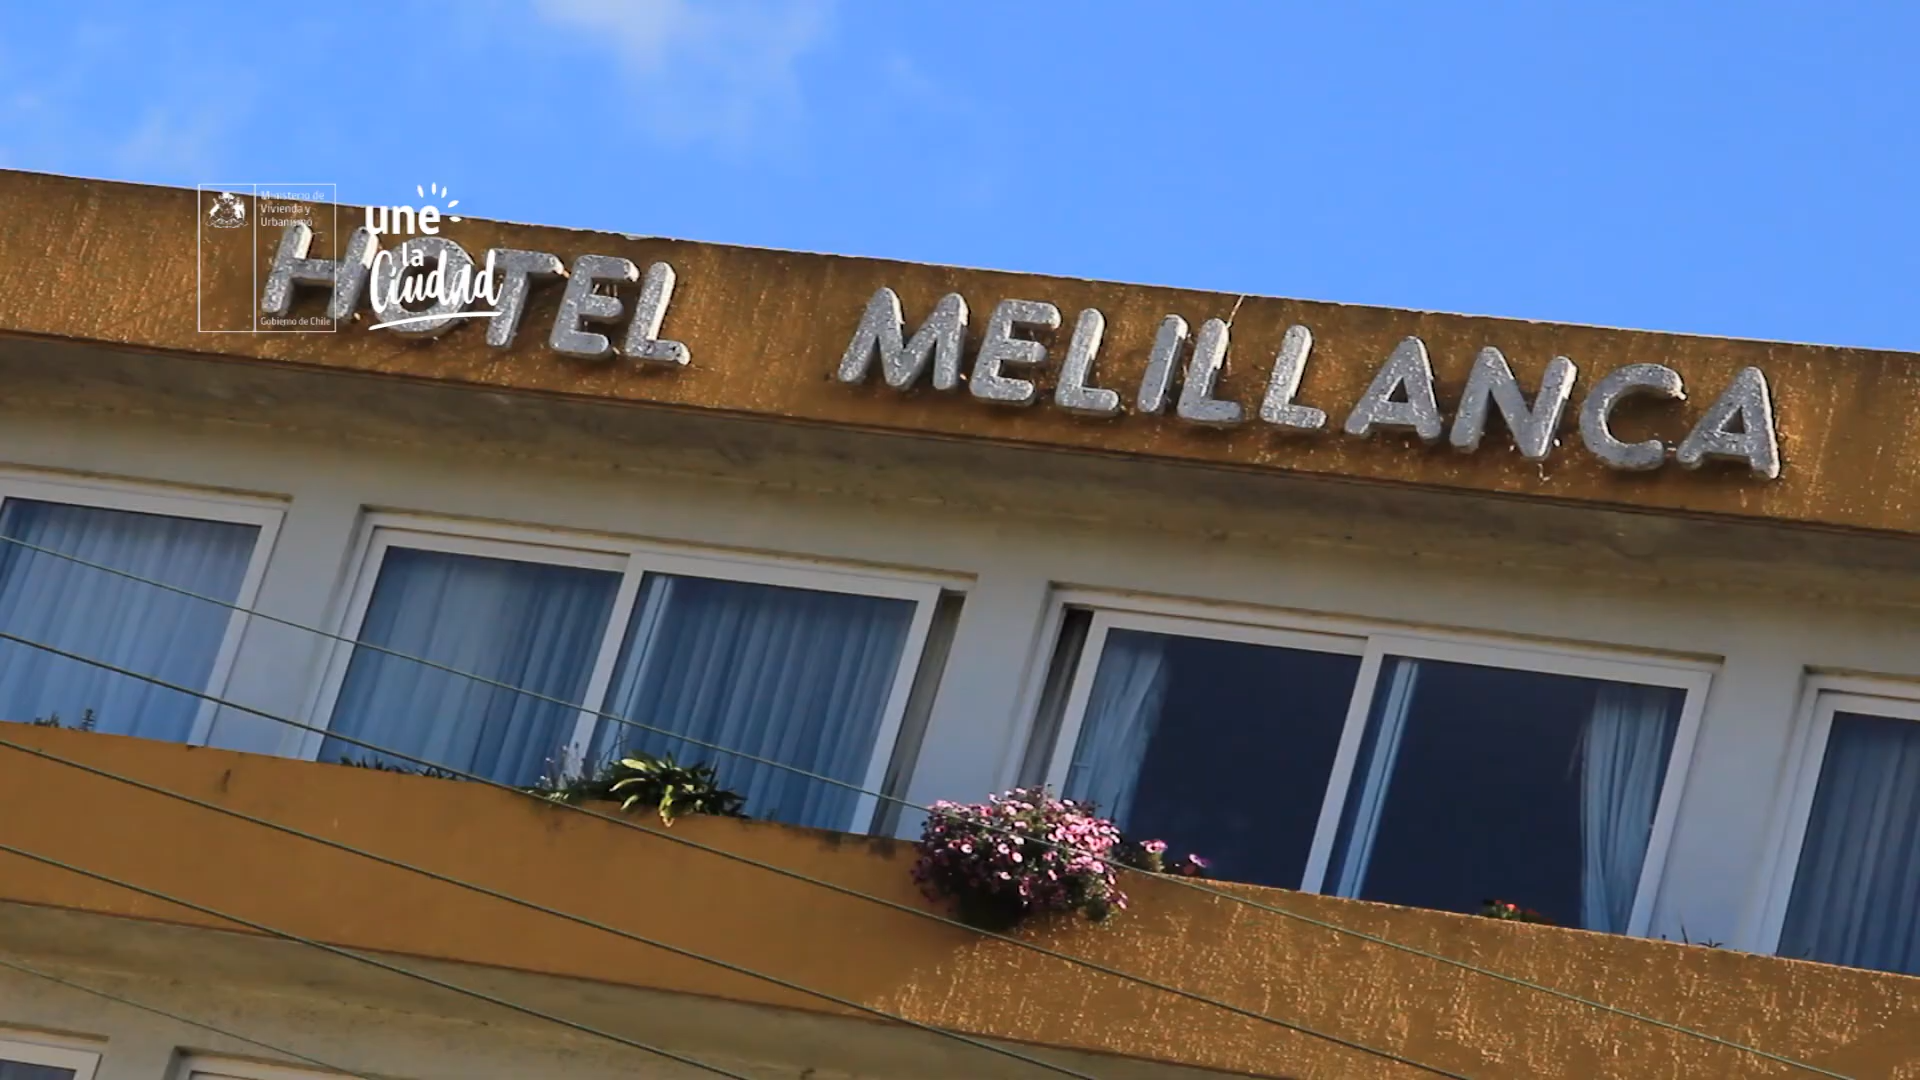 Ministerio de
Vivienda y
Urbanismo
Gobierno de Chile
une
la
Ciudad
HOTEL MELILLANCA